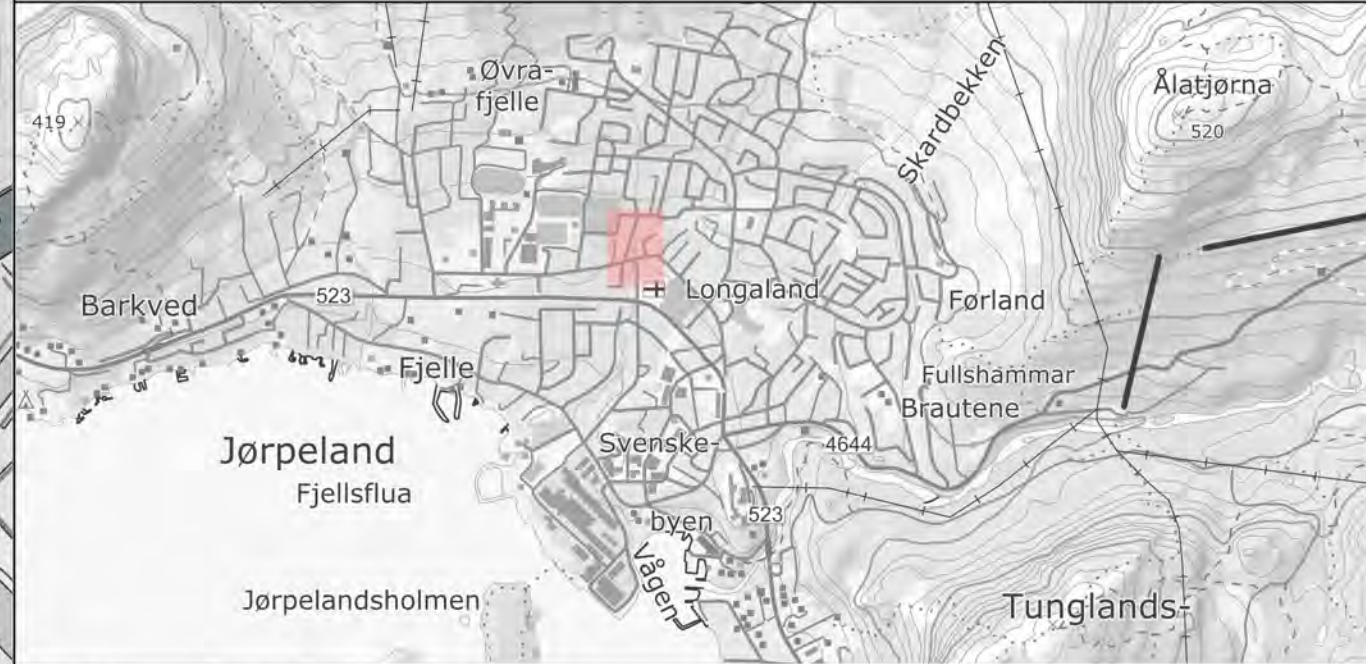 Øvra-
fjelle
Skardbekken
Ålatjørna
520
419
Barkved
523
Longaland
Førland
Fjelle
Fullshammar
Brautene
Jørpeland
Fjellsflua
Svenske-
4644
byen
523
Vågen
Jørpelandsholmen
Tunglands-